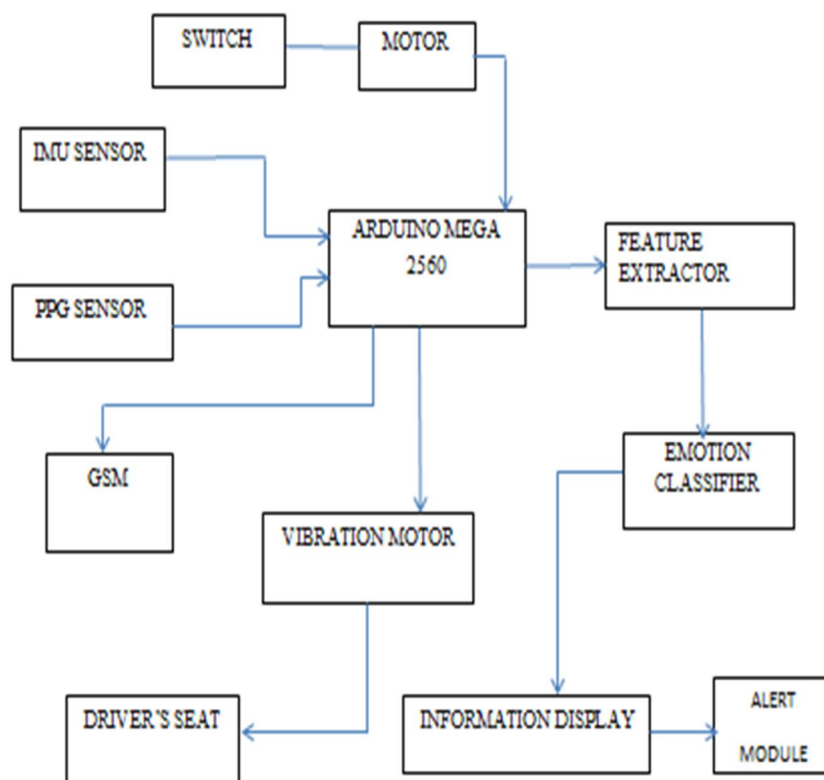 SWITCH
MOTOR
IMU SENSOR
ARDUINO MEGA
2560
FEATURE
EXTRACTOR
PPG SENSOR
GSM
EMOTION
CLASSIFIER
VIBRATION MOTOR
DRIVER'S SEAT
INFORMATION DISPLAY
ALERT
MODULE